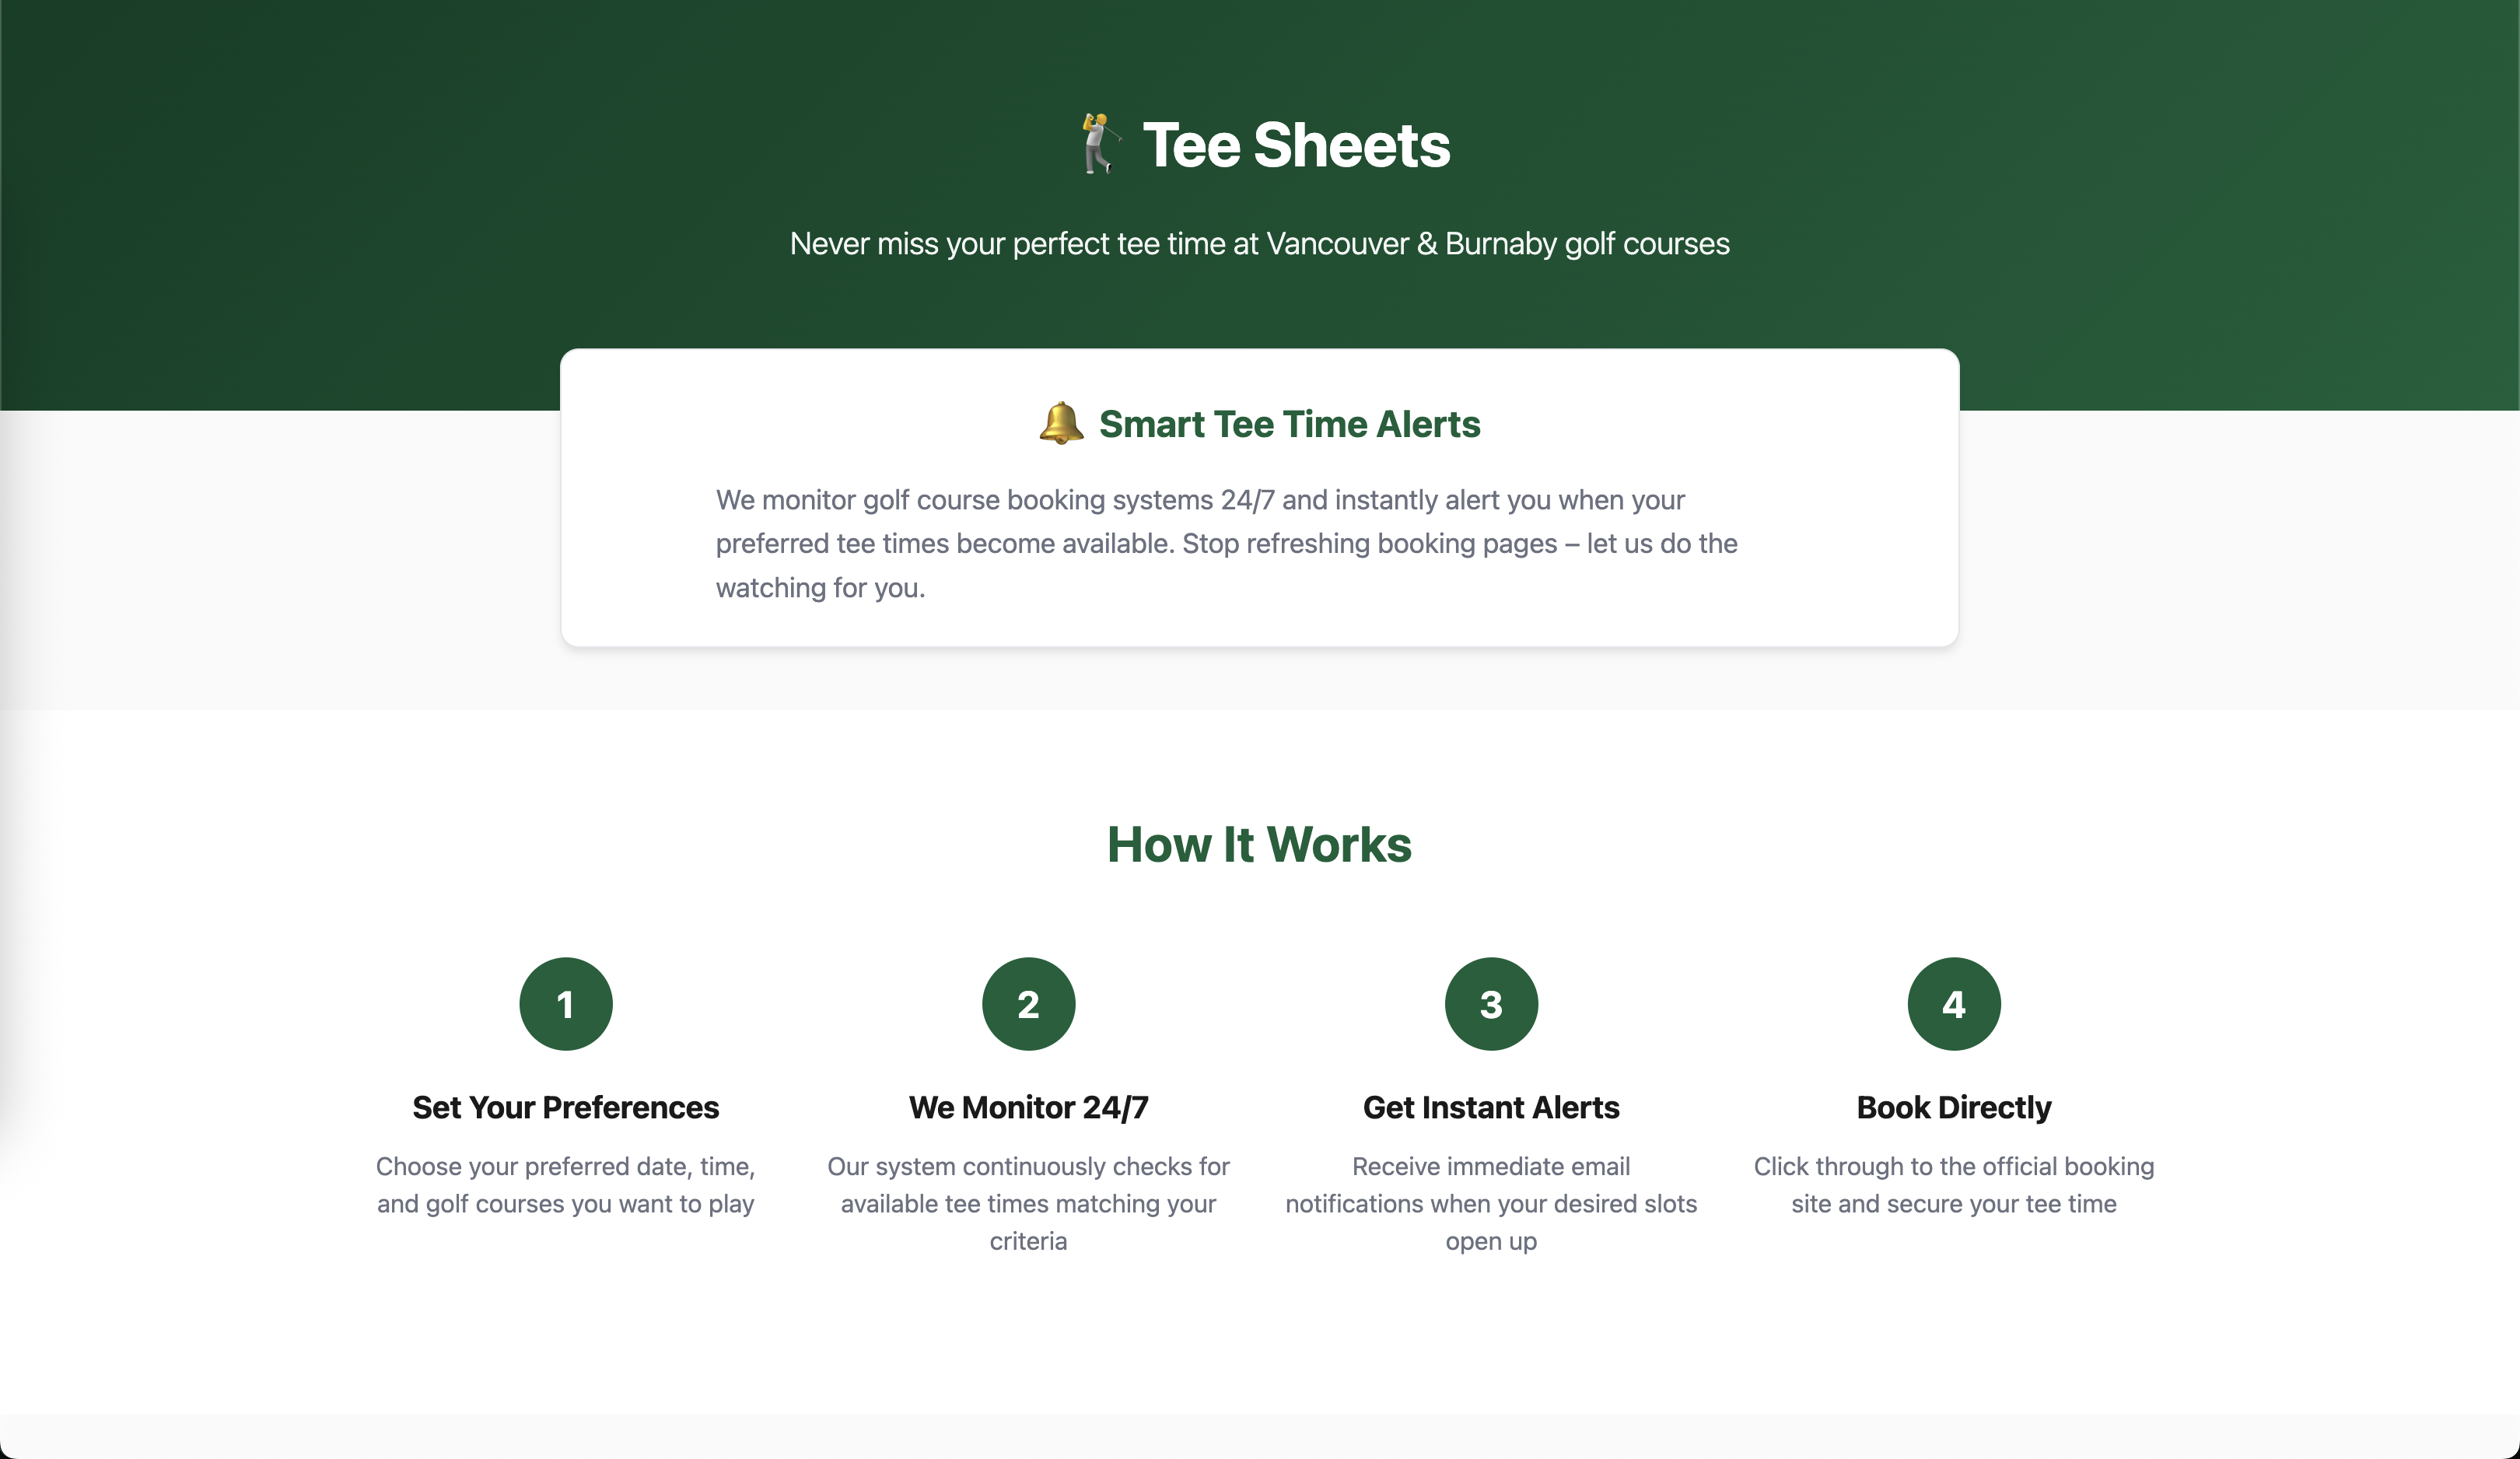 Tee Sheets
Never miss your perfect tee time at Vancouver & Burnaby golf courses
Smart Tee Time Alerts
We monitor golf course booking systems 24/7 and instantly alert you when your
preferred tee times become available. Stop refreshing booking pages – let us do the
watching for you.
How It Works
1
Set Your Preferences
Choose your preferred date, time,
and golf courses you want to play
2
We Monitor 24/7
Our system continuously checks for
available tee times matching your
criteria
3
Get Instant Alerts
Receive immediate email
notifications when your desired slots
open up
4
Book Directly
Click through to the official booking
site and secure your tee time